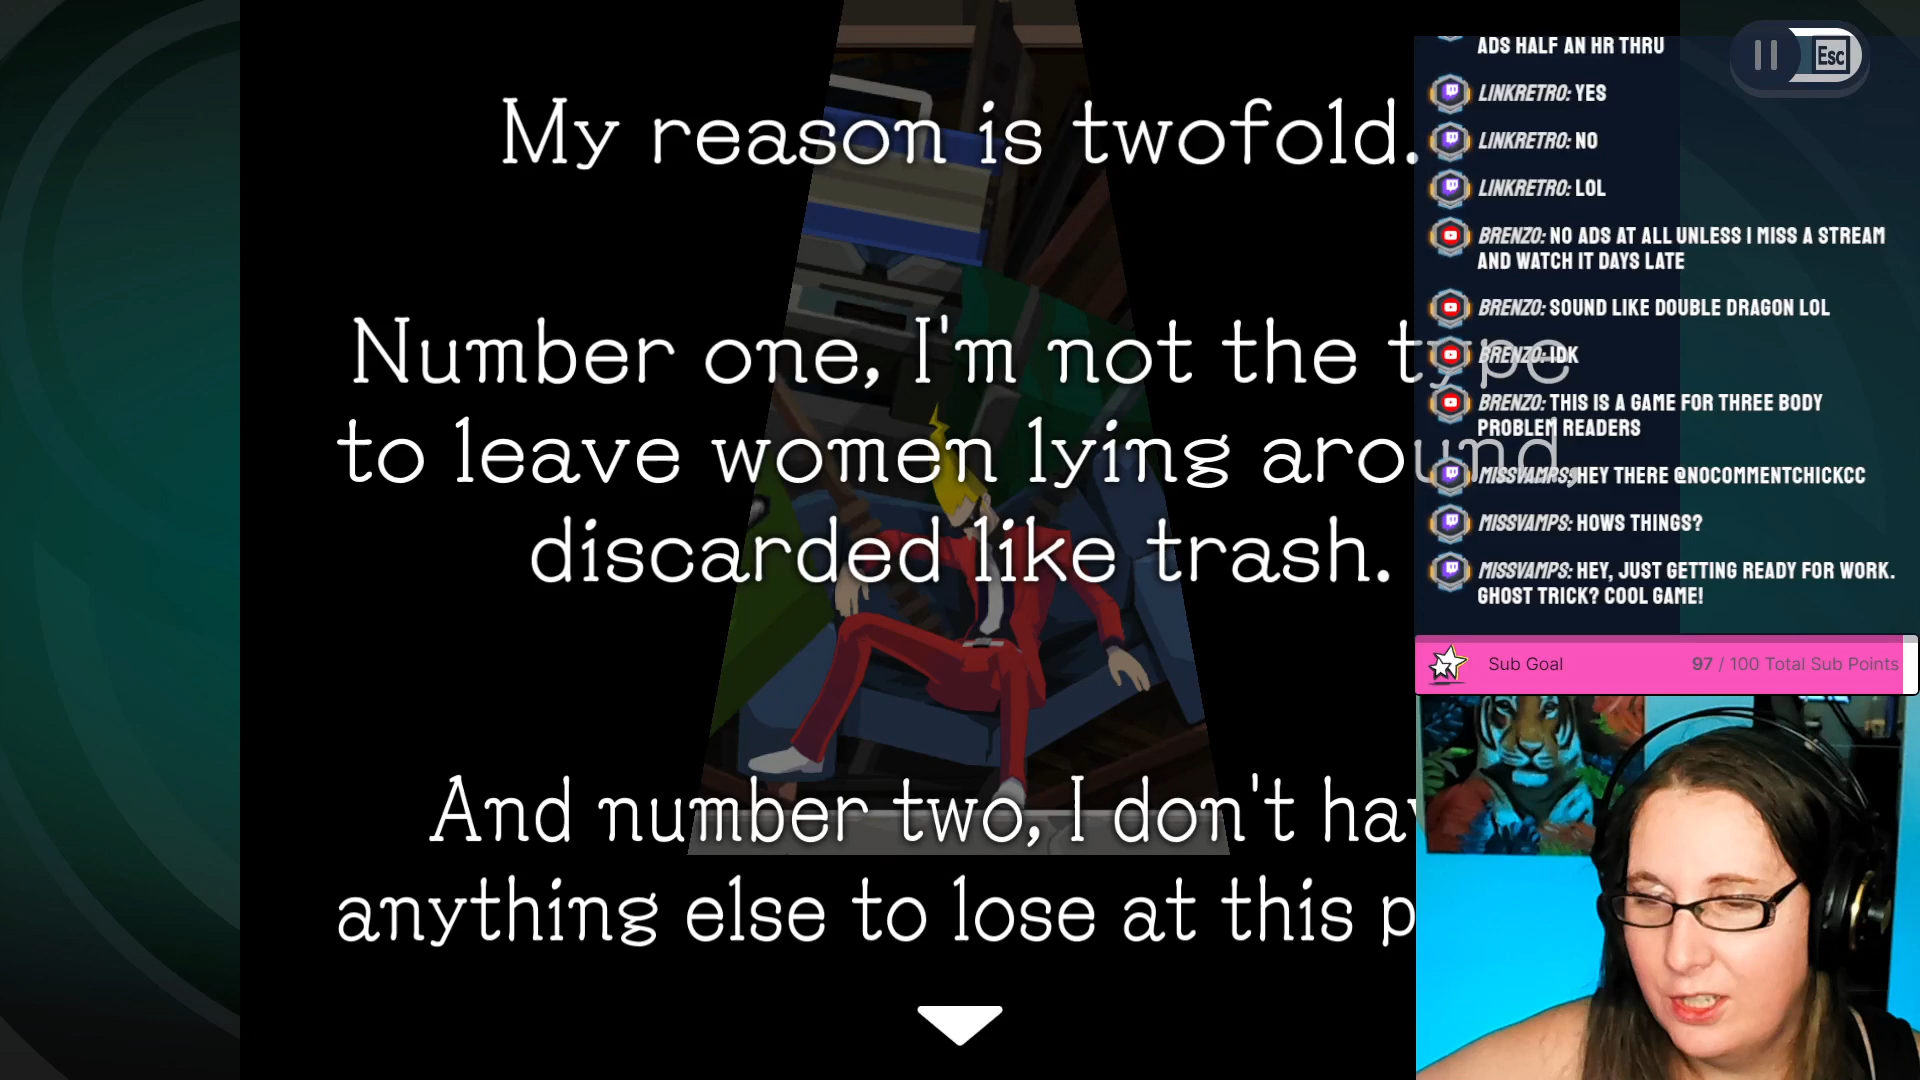 My reason is twofold.
Number one, I'm not the type
to leave women lying around,
discarded like trash.
And number two, I don't
anything else to lose at this
ADS HALF AN HR THRU
Esc
LINKRETRO: YES
LINKRETRO: NO
LINKRETRO: LOL
BRENZO: NO ADS AT ALL UNLESS I MISS A STREAM
AND WATCH IT DAYS LATE
BRENZO: SOUND LIKE DOUBLE DRAGON LOL
BRENZO: IDK
BRENZO: THIS IS A GAME FOR THREE BODY
PROBLEM READERS
MISSVAMPS: HEY THERE @NOCOMMENTCHICKCC
MISSVAMPS: HOWS THINGS?
MISSVAMPS: HEY, JUST GETTING READY FOR WORK.
GHOST TRICK? COOL GAME!
Sub Goal 97 / 100 Total Sub Points